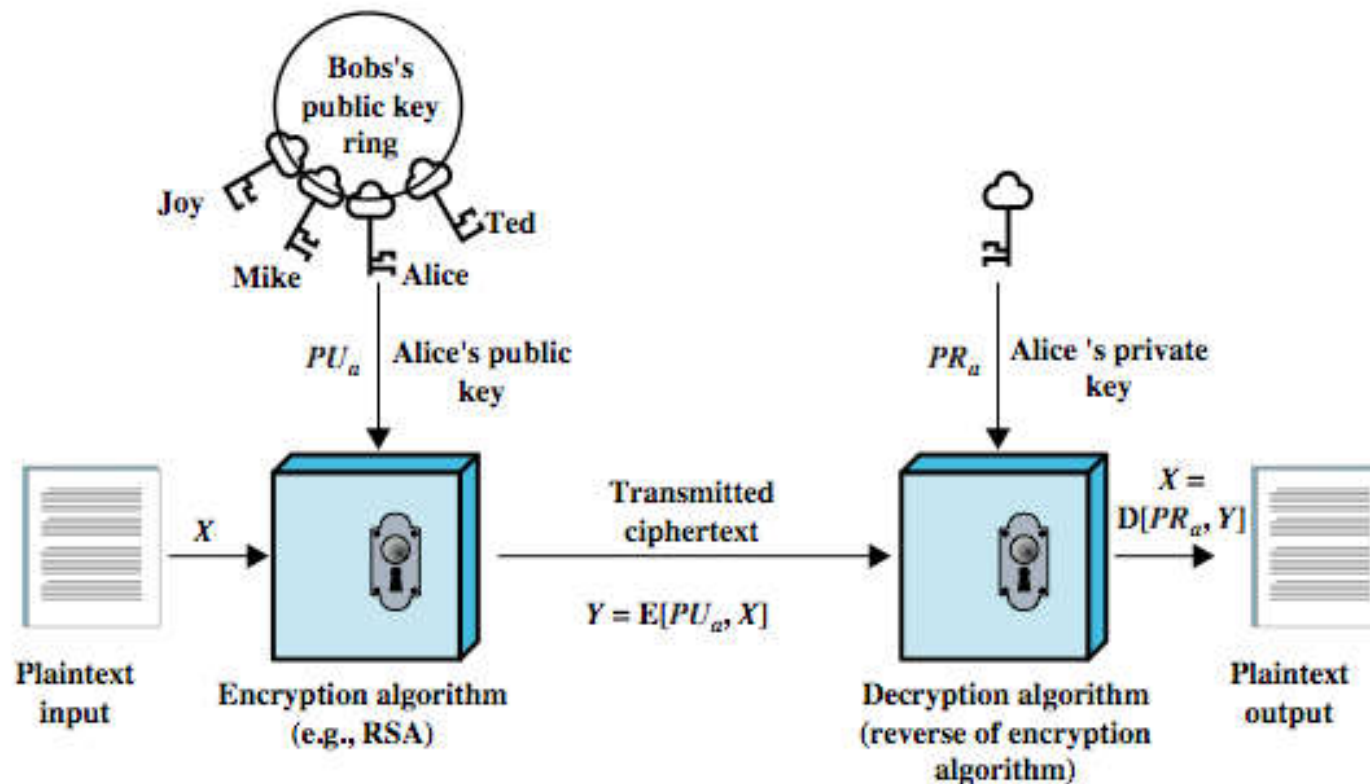 Bobs's
public key
ring
Joy
Mike
Alice
Ted
PUa
Alice's public
key
PRa
Alice 's private
key
X
Transmitted
ciphertext
Y = E[PUa, X]
X =
D[PRa, Y]
Plaintext
input
Encryption algorithm
(e.g., RSA)
Decryption algorithm
(reverse of encryption
algorithm)
Plaintext
output